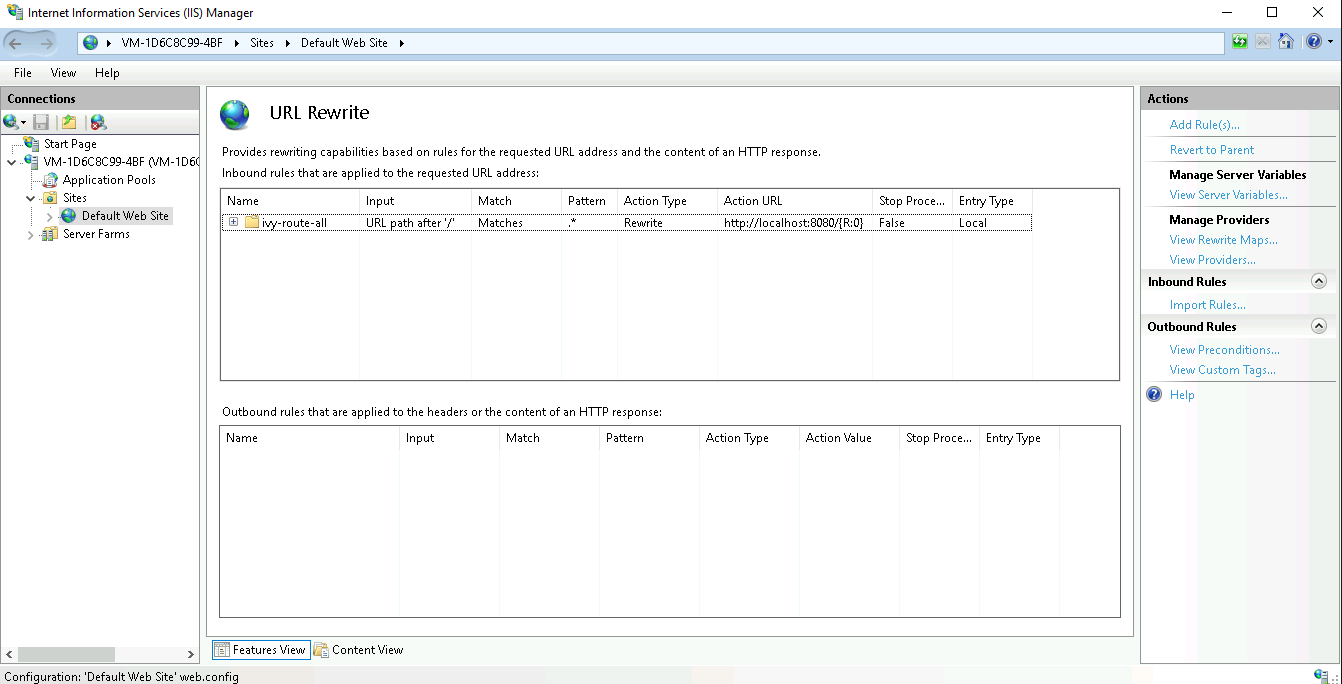 Internet Information Services (IIS) Manager
VM-1D6C8C99-4BF Sites Default Web Site
File View Help
Connections
Start Page
VM-1D6C8C99-4BF (VM-1D6C
Application Pools
Sites
Default Web Site
Server Farms
URL Rewrite
Provides rewriting capabilities based on rules for the requested URL address and the content of an HTTP response.
Inbound rules that are applied to the requested URL address:
Name Input Match Pattern Action Type Action URL Stop Proce... Entry Type
ivy-route-all URL path after '/' Matches .* Rewrite http://localhost:8080/{R:0} False Local
Outbound rules that are applied to the headers or the content of an HTTP response:
Name Input Match Pattern Action Type Action Value Stop Proce... Entry Type
Features View Content View
Actions
Add Rule(s)...
Revert to Parent
Manage Server Variables
View Server Variables...
Manage Providers
View Rewrite Maps...
View Providers...
Inbound Rules
Import Rules...
Outbound Rules
View Preconditions...
View Custom Tags...
Help
Configuration: 'Default Web Site' web.config